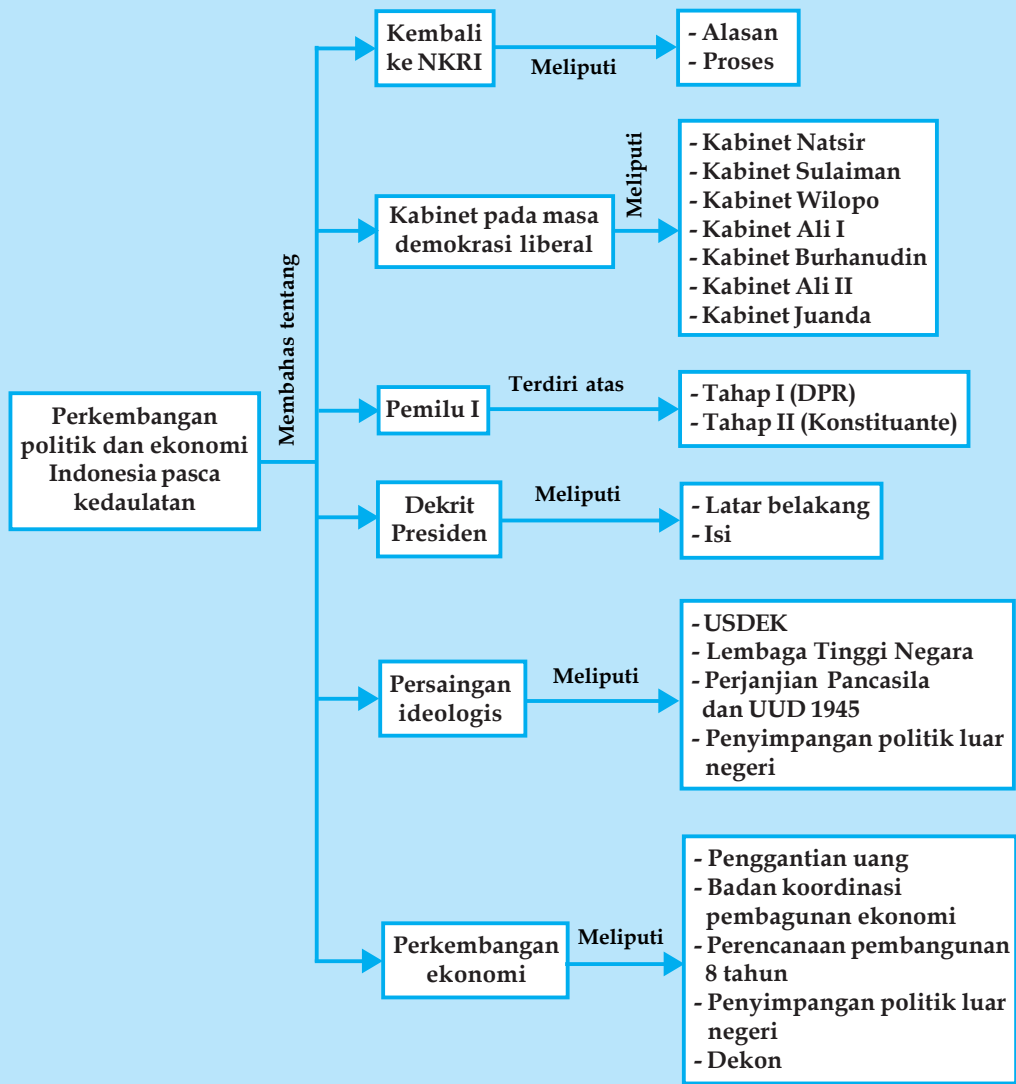 Perkembangan
politik dan ekonomi
Indonesia pasca
kedaulatan
Membahas tentang
Kembali
ke NKRI
Meliputi
- Alasan
- Proses
Kabinet pada masa
demokrasi liberal
Meliputi
- Kabinet Natsir
- Kabinet Sulaiman
- Kabinet Wilopo
- Kabinet Ali I
- Kabinet Burhanudin
- Kabinet Ali II
- Kabinet Juanda
Pemilu I
Terdiri atas
- Tahap I (DPR)
- Tahap II (Konstituante)
Dekrit
Presiden
Meliputi
- Latar belakang
- Isi
Persaingan
ideologis
Meliputi
- USDEK
- Lembaga Tinggi Negara
- Perjanjian Pancasila
dan UUD 1945
- Penyimpangan politik luar
negeri
Perkembangan
ekonomi
Meliputi
- Penggantian uang
- Badan koordinasi
pembagunan ekonomi
- Perencanaan pembangunan
8 tahun
- Penyimpangan politik luar
negeri
- Dekon